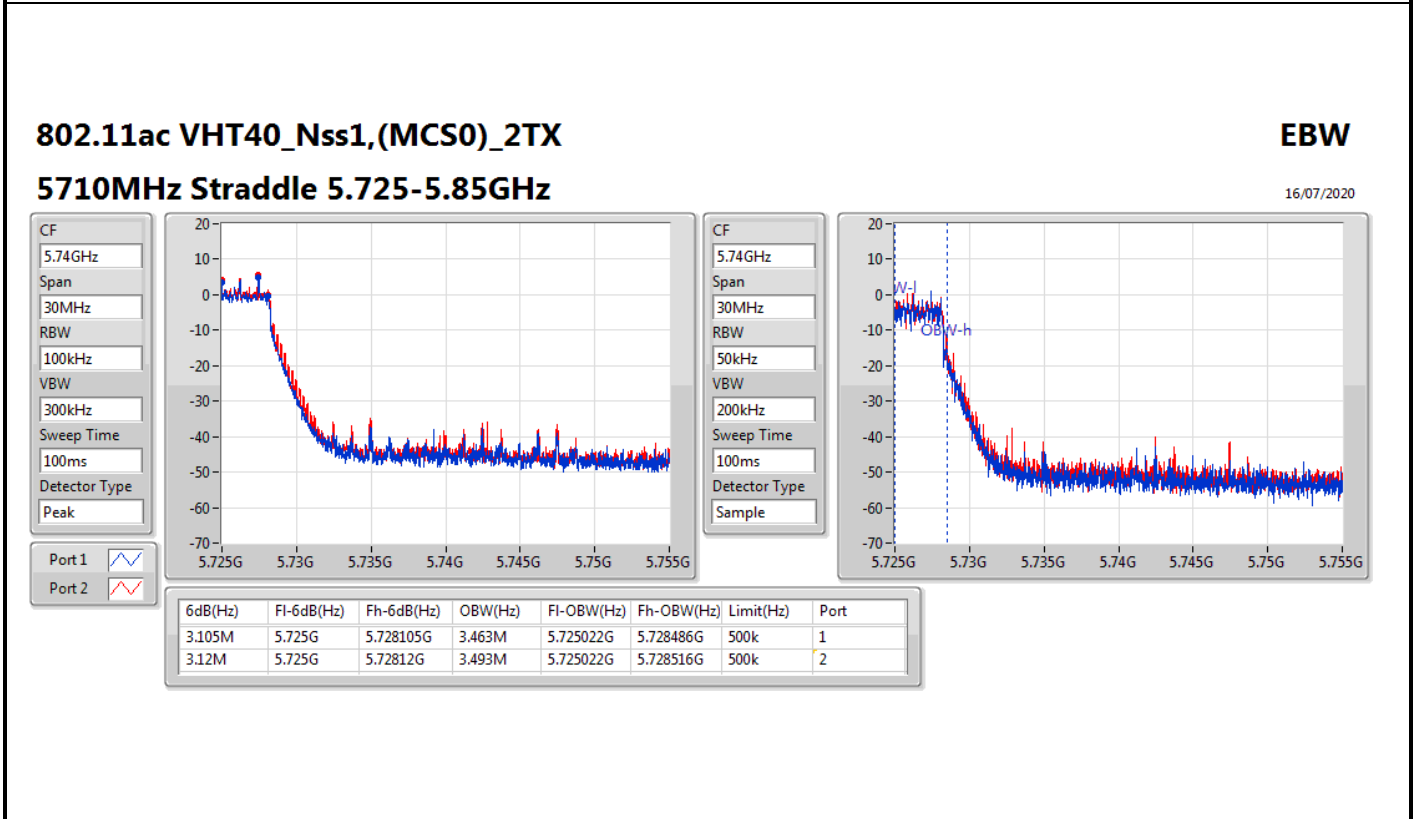 802.11ac VHT40_Nss1,(MCS0)_2TX
EBW
5710MHz Straddle 5.725-5.85GHz
16/07/2020
CF
5.74GHz
Span
30MHz
RBW
100kHz
VBW
300kHz
Sweep Time
100ms
Detector Type
Peak
Port 1
Port 2
20
10
0
-10
-20
-30
-40
-50
-60
-70
5.725G 5.73G 5.735G 5.74G 5.745G 5.75G 5.755G
CF
5.74GHz
Span
30MHz
RBW
50kHz
VBW
200kHz
Sweep Time
100ms
Detector Type
Sample
20
10
0
-10
-20
-30
-40
-50
-60
-70
W-l
OBW-h
5.725G 5.73G 5.735G 5.74G 5.745G 5.75G 5.755G
6dB(Hz) Fl-6dB(Hz) Fh-6dB(Hz) OBW(Hz) Fl-OBW(Hz) Fh-OBW(Hz) Limit(Hz) Port
3.105M 5.725G 5.728105G 3.463M 5.725022G 5.728486G 500k 1
3.12M 5.725G 5.72812G 3.493M 5.725022G 5.728516G 500k 2